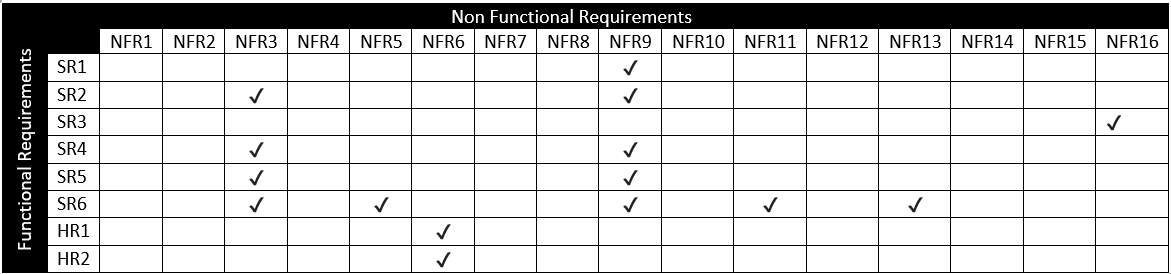 Non Functional Requirements
Functional Requirements
NFR1 NFR2 NFR3 NFR4 NFR5 NFR6 NFR7 NFR8 NFR9 NFR10 NFR11 NFR12 NFR13 NFR14 NFR15 NFR16
SR1 ✓
SR2 ✓ ✓
SR3 ✓
SR4 ✓ ✓
SR5 ✓ ✓
SR6 ✓ ✓ ✓ ✓ ✓
HR1 ✓
HR2 ✓